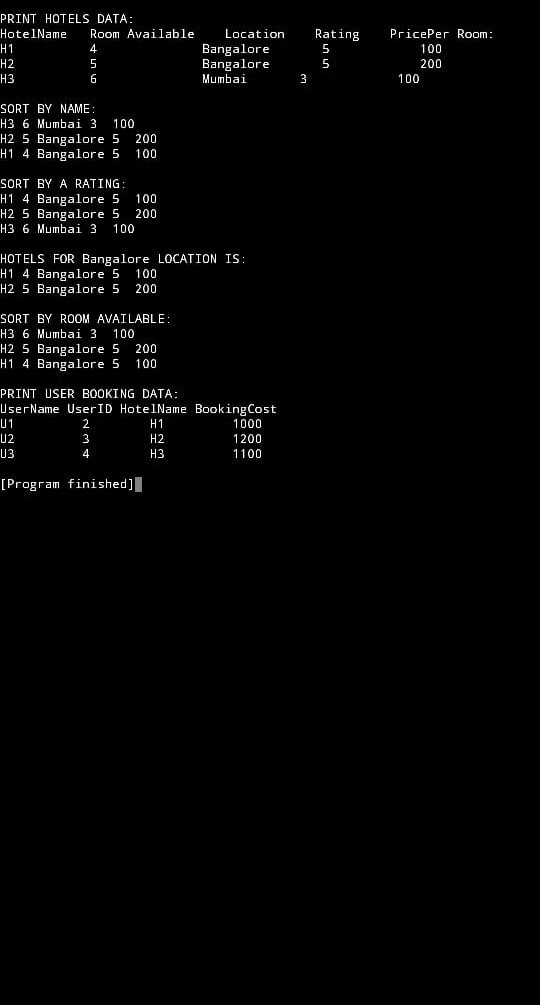 PRINT HOTELS DATA:
HotelName   Room Available    Location    Rating    PricePer Room:
H1          4              Bangalore       5            100
H2          5              Bangalore       5            200
H3          6              Mumbai       3            100

SORT BY NAME:
H3 6 Mumbai 3  100
H2 5 Bangalore 5  200
H1 4 Bangalore 5  100

SORT BY A RATING:
H1 4 Bangalore 5  100
H2 5 Bangalore 5  200
H3 6 Mumbai 3  100

HOTELS FOR Bangalore LOCATION IS:
H1 4 Bangalore 5  100
H2 5 Bangalore 5  200

SORT BY ROOM AVAILABLE:
H3 6 Mumbai 3  100
H2 5 Bangalore 5  200
H1 4 Bangalore 5  100

PRINT USER BOOKING DATA:
UserName UserID HotelName BookingCost
U1         2        H1         1000
U2         3        H2         1200
U3         4        H3         1100

[Program finished]